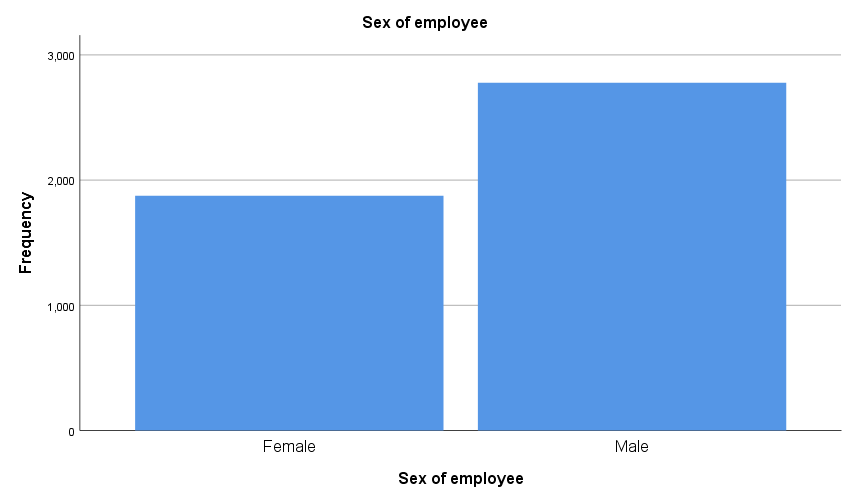 Sex of employee
3,000
2,000
1,000
0
Frequency
Female Male
Sex of employee